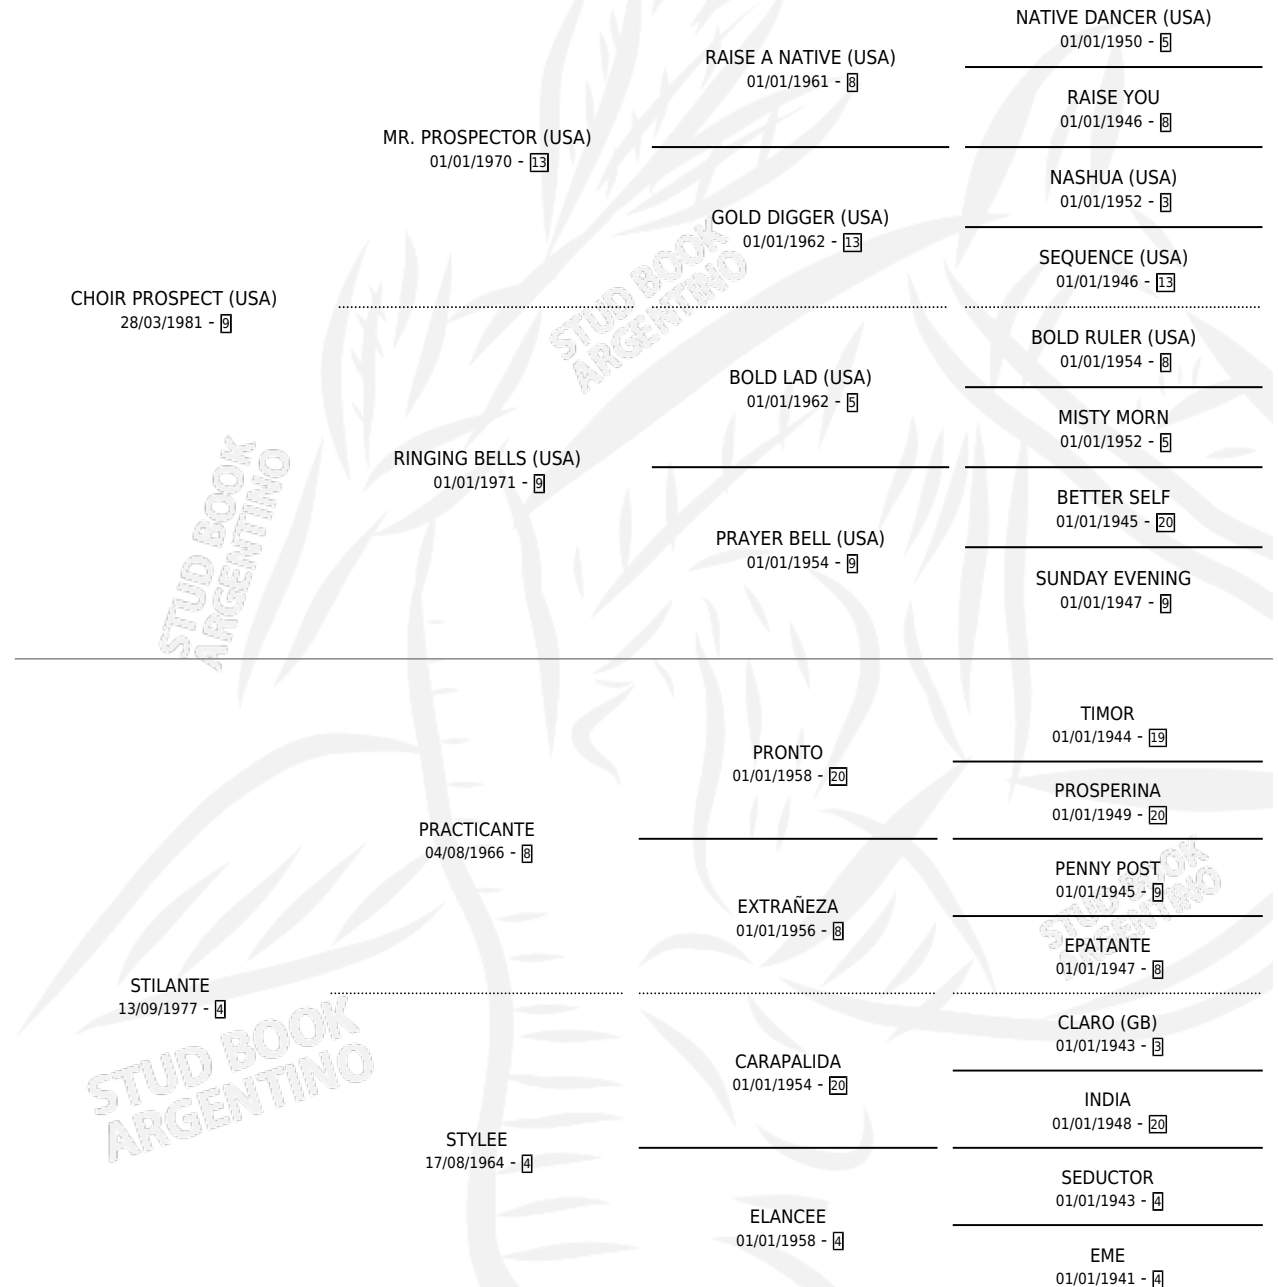 NATIVE DANCER (USA)
01/01/1950 - 5
RAISE A NATIVE (USA)
01/01/1961 - 8
RAISE YOU
01/01/1946 - 8
MR. PROSPECTOR (USA)
01/01/1970 - 13
NASHUA (USA)
01/01/1952 - 3
GOLD DIGGER (USA)
01/01/1962 - 13
SEQUENCE (USA)
01/01/1946 - 13
CHOIR PROSPECT (USA)
28/03/1981 - 9
BOLD RULER (USA)
01/01/1954 - 8
BOLD LAD (USA)
01/01/1962 - 5
MISTY MORN
01/01/1952 - 5
RINGING BELLS (USA)
01/01/1971 - 9
BETTER SELF
01/01/1945 - 20
PRAYER BELL (USA)
01/01/1954 - 9
SUNDAY EVENING
01/01/1947 - 9
TIMOR
01/01/1944 - 19
PRONTO
01/01/1958 - 20
PROSPERINA
01/01/1949 - 20
PRACTICANTE
04/08/1966 - 8
PENNY POST
01/01/1945 - 9
EXTRAÑEZA
01/01/1956 - 8
EPATANTE
01/01/1947 - 8
STILANTE
13/09/1977 - 4
CLARO (GB)
01/01/1943 - 3
CARAPALIDA
01/01/1954 - 20
INDIA
01/01/1948 - 20
STYLEE
17/08/1964 - 4
SEDUCTOR
01/01/1943 - 4
ELANCEE
01/01/1958 - 4
EME
01/01/1941 - 4
STUD BOOK
ARGENTINO
STUD BOOK
ARGENTINO
STUD BOOK
ARGENTINO
STUD BOOK
ARGENTINO